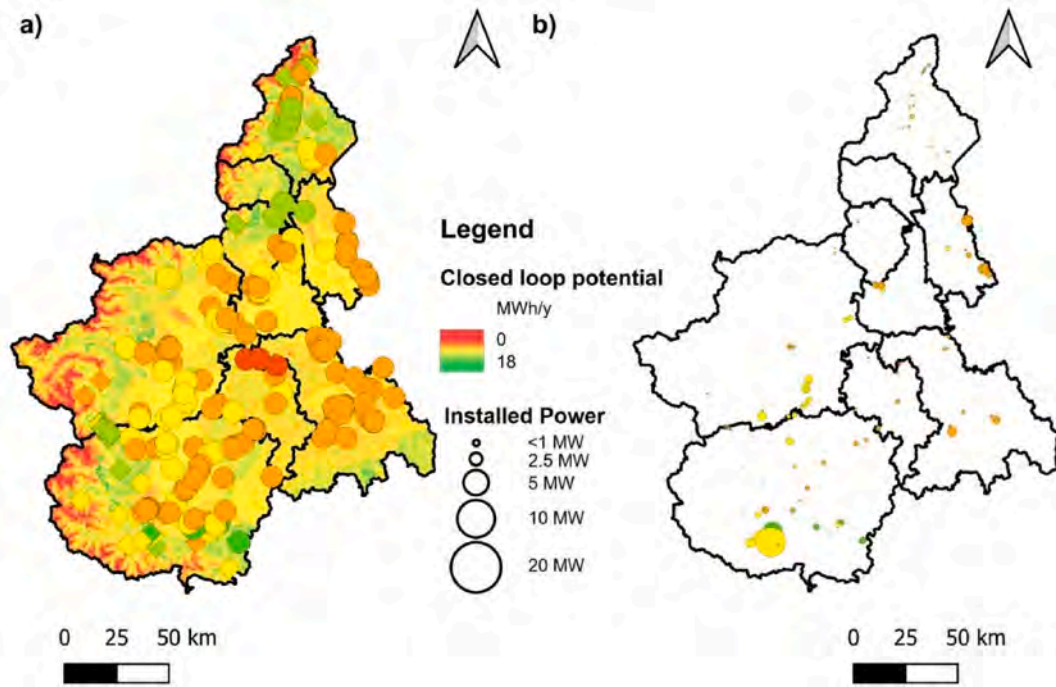 a)
b)
Legend
Closed loop potential
MWh/y
0
18
Installed Power
<1 MW
2.5 MW
5 MW
10 MW
20 MW
0 25 50 km
0 25 50 km